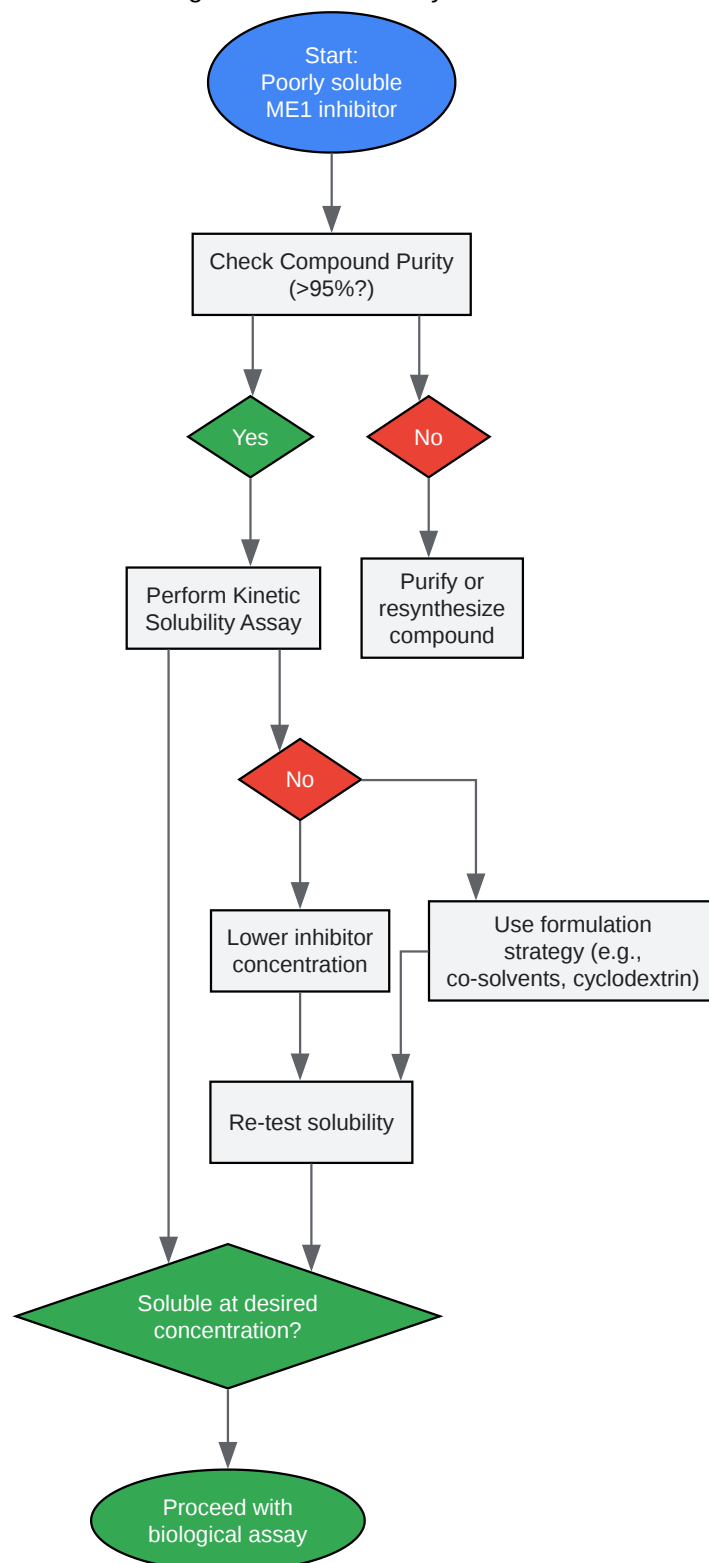 Start:
Poorly soluble
ME1 inhibitor
Check Compound Purity
(>95%?)
Yes
No
Perform Kinetic
Solubility Assay
Purify or
resynthesize
compound
No
Lower inhibitor
concentration
Use formulation
strategy (e.g.,
co-solvents, cyclodextrin)
Re-test solubility
Soluble at desired
concentration?
Proceed with
biological assay